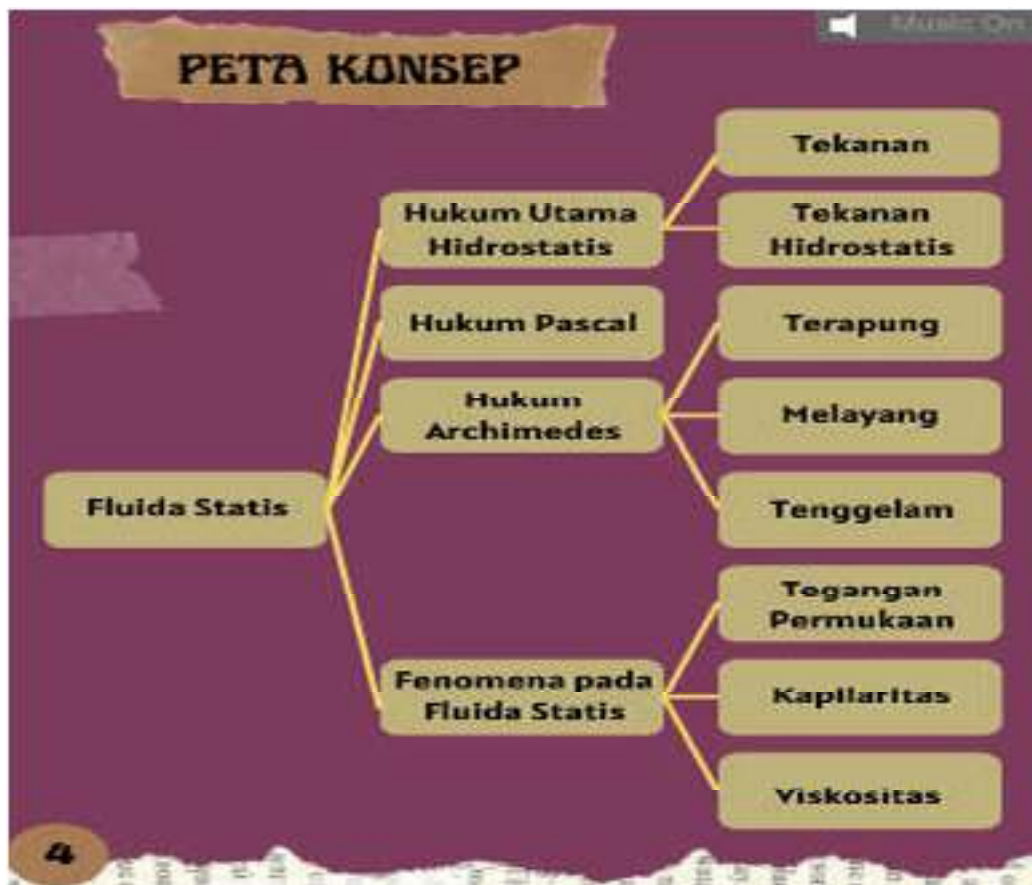 Music On
PETA KONSEP
Tekanan
Hukum Utama
Hidrostatis
Tekanan
Hidrostatis
Hukum Pascal
Terapung
Hukum
Archimedes
Melayang
Fluida Statis
Tenggelam
Tegangan
Permukaan
Fenomena pada
Fluida Statis
Kapilaritas
Viskositas
4